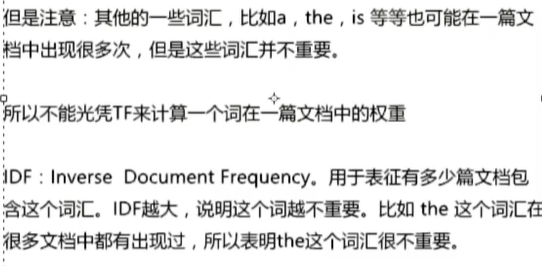 但是注意：其他的一些词汇，比如a，the，is 等等也可能在一篇文
档中出现很多次，但是这些词汇并不重要。
所以不能光凭TF来计算一个词在一篇文档中的权重
IDF：Inverse  Document Frequency。用于表征有多少篇文档包
含这个词汇。IDF越大，说明这个词越不重要。比如 the 这个词汇在
很多文档中都有出现过，所以表明the这个词汇很不重要。